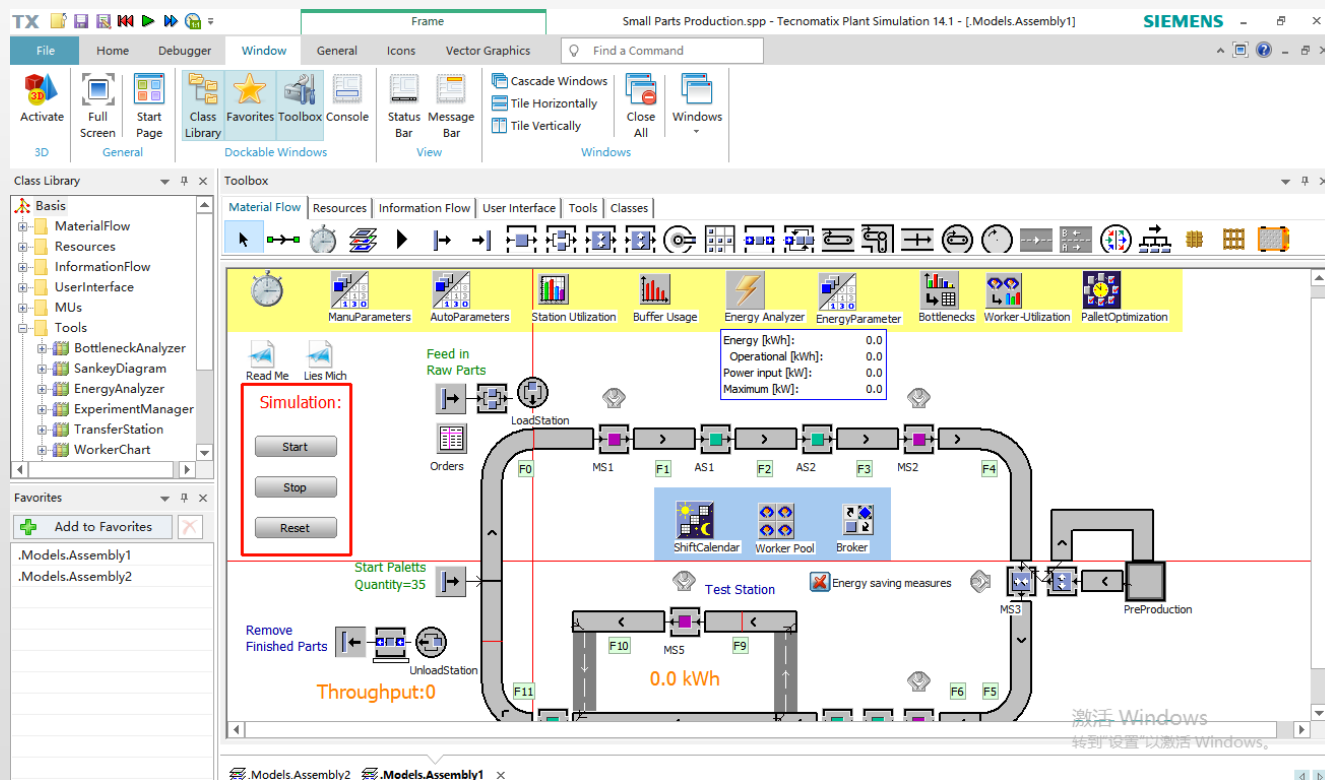 TX
Frame
Small Parts Production.spp - Tecnomatix Plant Simulation 14.1 - [.Models.Assembly1]
SIEMENS
File
Home
Debugger
Window
General
Icons
Vector Graphics
Find a Command
3D
Activate
Full Screen
Start Page
Class Library
Favorites
Toolbox
Console
Status Bar
Message Bar
Cascade Windows
Tile Horizontally
Tile Vertically
Close All
Windows
3D
General
Dockable Windows
View
Windows
Class Library
Basis
MaterialFlow
Resources
InformationFlow
UserInterface
MUs
Tools
BottleneckAnalyzer
SankeyDiagram
EnergyAnalyzer
ExperimentManager
TransferStation
WorkerChart
Favorites
Add to Favorites
.Models.Assembly1
.Models.Assembly2
Toolbox
Material Flow
Resources
Information Flow
User Interface
Tools
Classes
ManuParameters
AutoParameters
Station Utilization
Buffer Usage
Energy Analyzer
EnergyParameter
Bottlenecks
Worker-Utilization
PalletOptimization
Energy [kWh]: 0.0
Operational [kWh]: 0.0
Power input [kW]: 0.0
Maximum [kW]: 0.0
Read Me
Lies Mich
Simulation:
Start
Stop
Reset
Feed in
Raw Parts
LoadStation
Orders
F0
MS1
F1
AS1
F2
AS2
F3
MS2
F4
ShiftCalendar
Worker Pool
Broker
Start Paletts
Quantity=35
Test Station
Energy saving measures
MS3
PreProduction
Remove
Finished Parts
UnloadStation
F10
MS5
F9
Throughput:0
0.0 kWh
F11
F6
F5
激活 Windows
转到"设置"以激活 Windows。
.Models.Assembly2
.Models.Assembly1